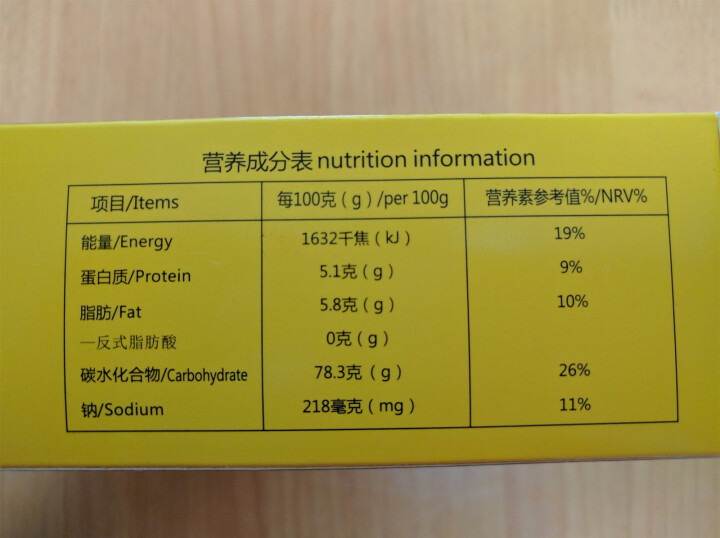 营养成分表 nutrition information
项目/Items 每100克（g）/per 100g 营养素参考值%/NRV%
能量/Energy 1632千焦（kJ） 19%
蛋白质/Protein 5.1克（g） 9%
脂肪/Fat 5.8克（g） 10%
—反式脂肪酸 0克（g）
碳水化合物/Carbohydrate 78.3克（g） 26%
钠/Sodium 218毫克（mg） 11%